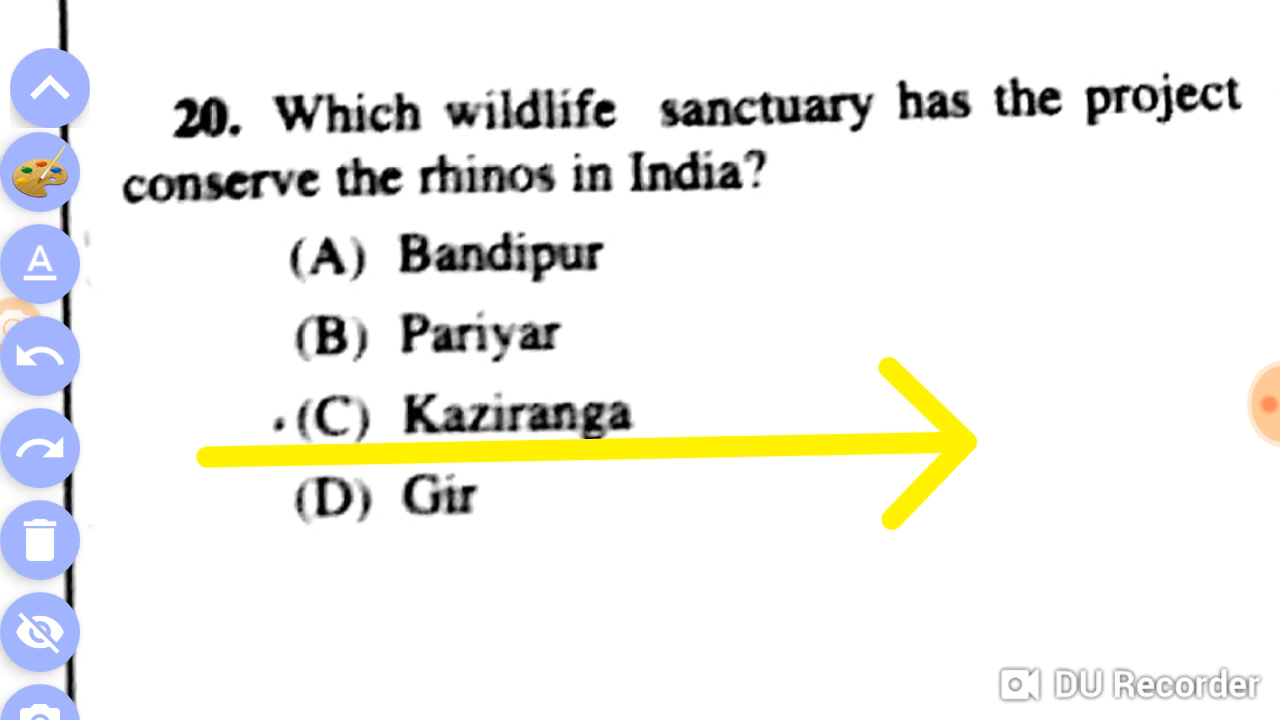 20. Which wildlife sanctuary has the project
conserve the rhinos in India?
(A) Bandipur
(B) Pariyar
(C) Kaziranga
(D) Gir
A
DU Recorder